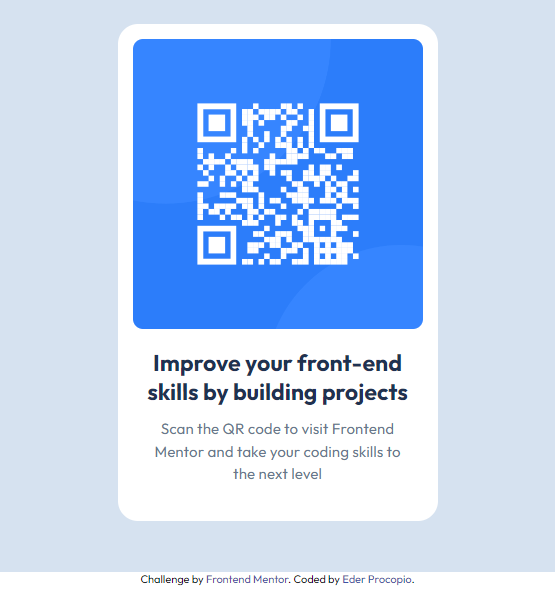 Improve your front-end
skills by building projects
Scan the QR code to visit Frontend
Mentor and take your coding skills to
the next level
Challenge by Frontend Mentor. Coded by Eder Procopio.